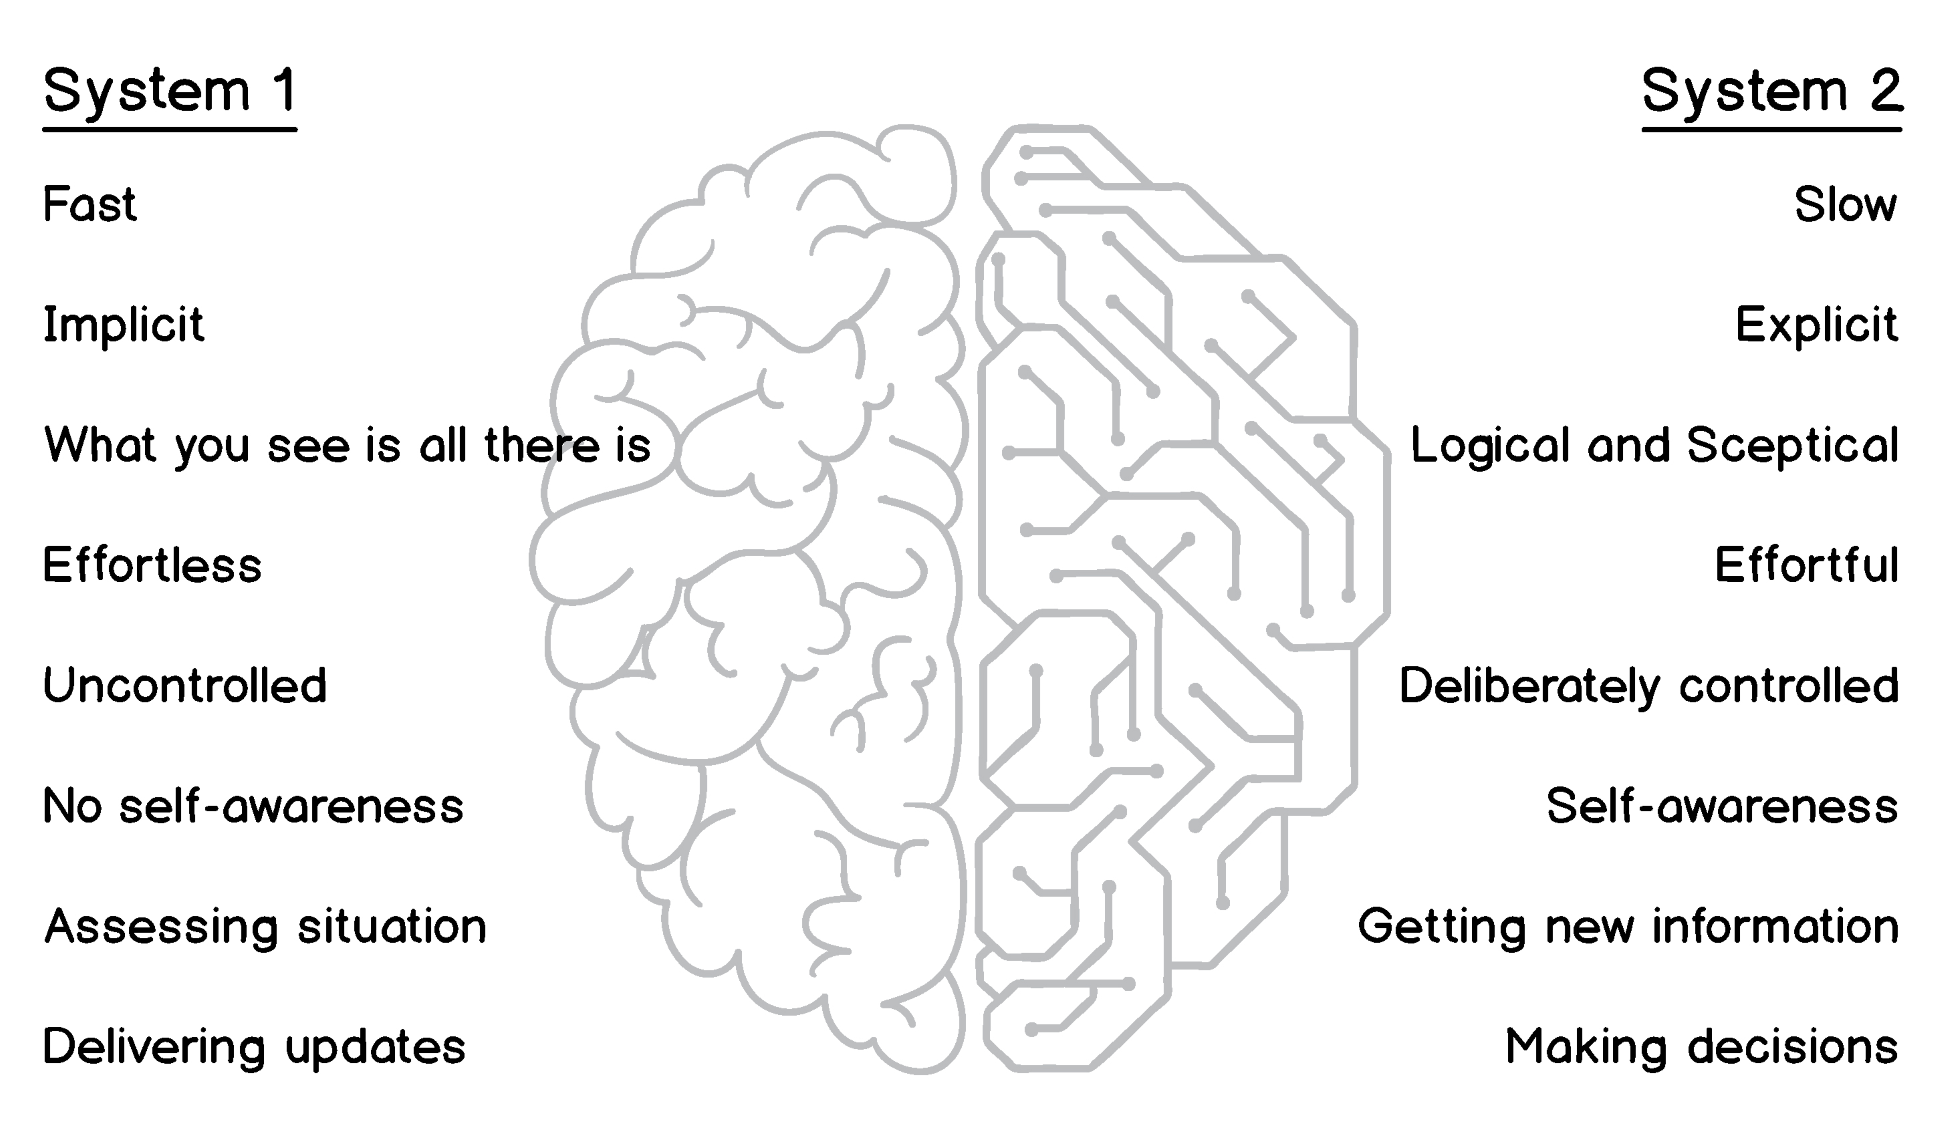 System 1
System 2
Fast
Slow
Implicit
Explicit
What you see is all there is
Logical and Sceptical
Effortless
Effortful
Uncontrolled
Deliberately controlled
No self-awareness
Self-awareness
Assessing situation
Getting new information
Delivering updates
Making decisions